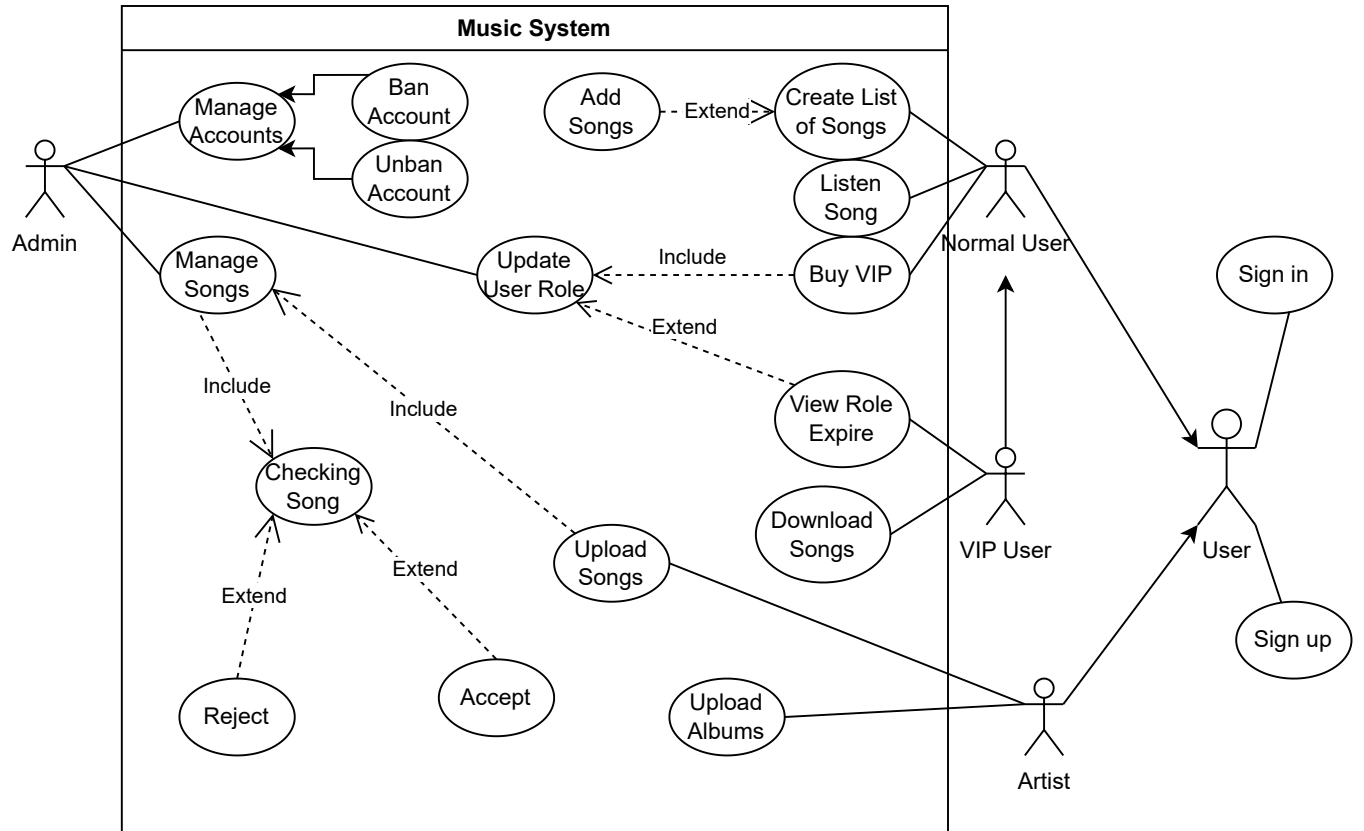 Music System
Manage
Accounts
Ban
Account
Unban
Account
Add
Songs
Extend
Create List
of Songs
Listen
Song
Admin
Normal User
Manage
Songs
Update
User Role
Include
Buy VIP
Sign in
Extend
Include
Include
View Role
Expire
Checking
Song
Download
Songs
VIP User
User
Upload
Songs
Extend
Extend
Sign up
Reject
Accept
Upload
Albums
Artist